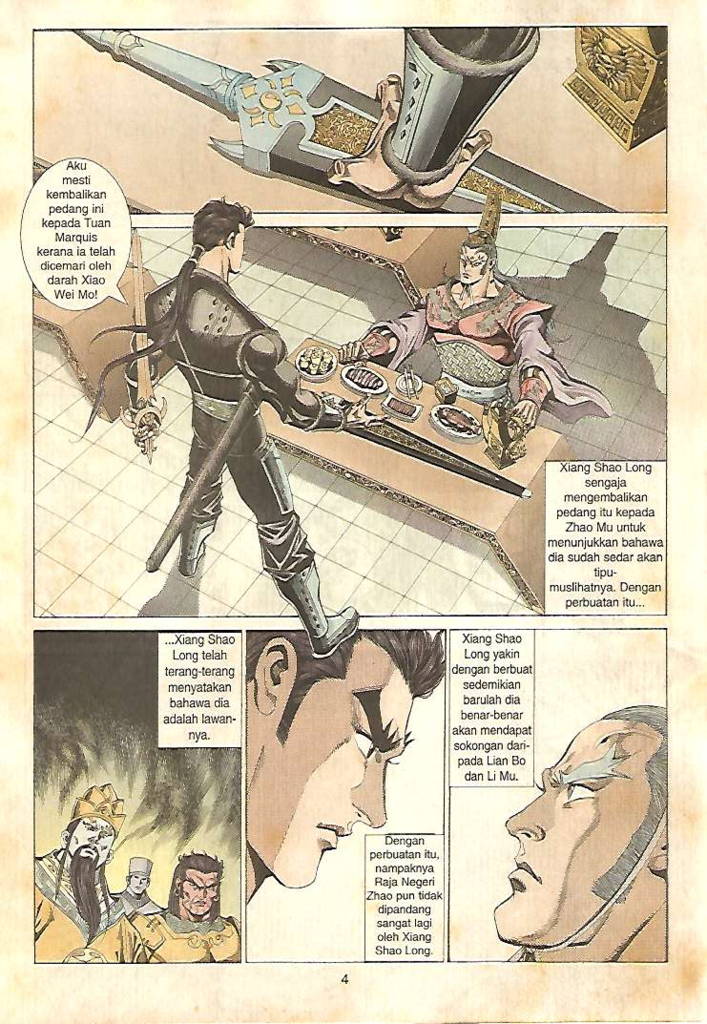 Aku
mesti
kembalikan
pedang ini
kepada Tuan
Marquis
kerana ia telah
dicemari oleh
darah Xiao
Wei Mo!
Xiang Shao Long
sengaja
mengembalikan
pedang itu kepada
Zhao Mu untuk
menunjukkan bahawa
dia sudah sedar akan
tipu-
muslihatnya. Dengan
perbuatan itu...
...Xiang Shao
Long telah
terang-terang
menyatakan
bahawa dia
adalah lawan-
nya.
Dengan
perbuatan itu,
nampaknya
Raja Negeri
Zhao pun tidak
dipandang
sangat lagi
oleh Xiang
Shao Long.
Xiang Shao
Long yakin
dengan berbuat
sedemikian
barulah dia
benar-benar
akan mendapat
sokongan dari-
pada Lian Bo
dan Li Mu.
4